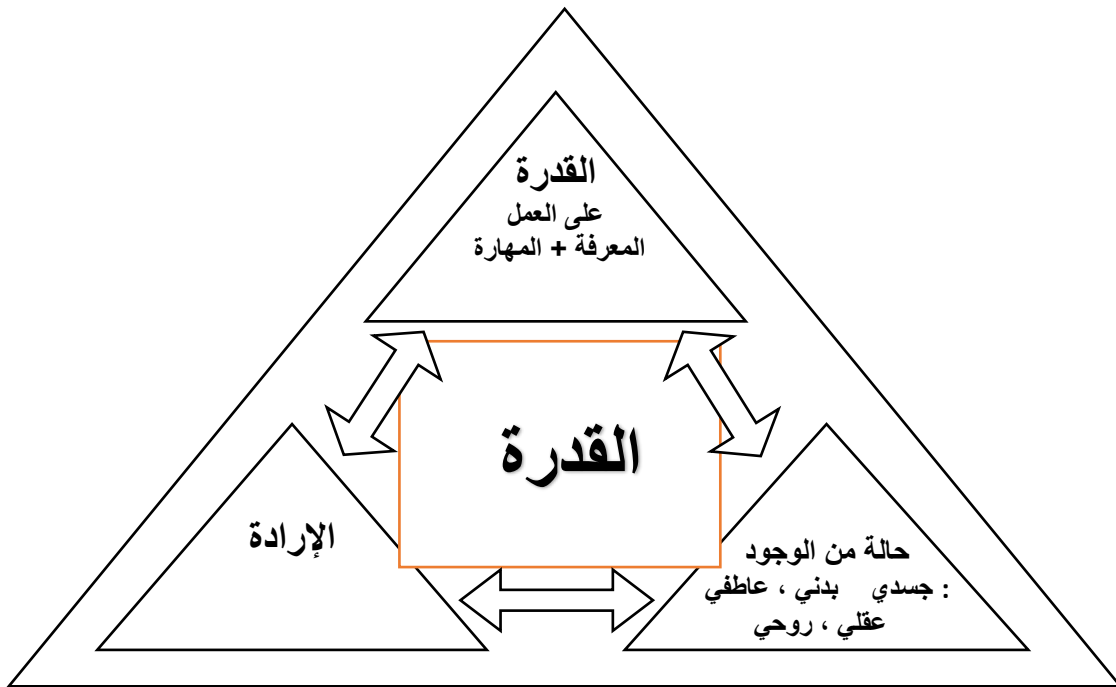 القدرة
على العمل
المعرفة + المهارة
القدرة
الإرادة
حالة من الوجود
: جسدي بدني ، عاطفي
عقلي ، روحي